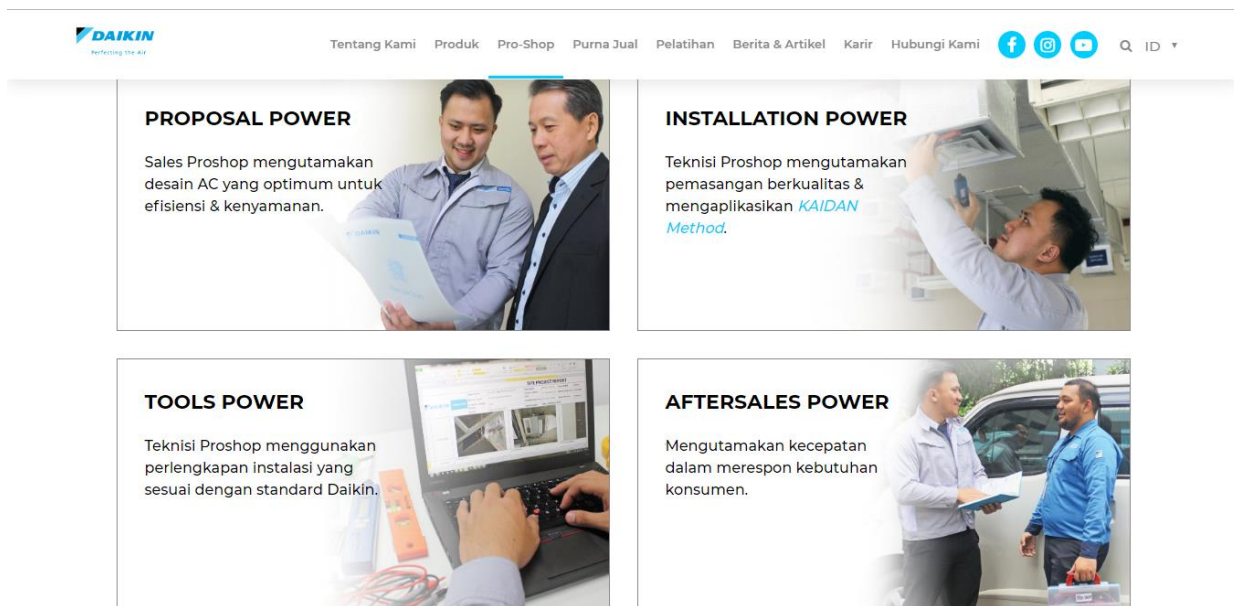 DAIKIN
Perfecting the Air
Tentang Kami Produk Pro-Shop Purna Jual Pelatihan Berita & Artikel Karir Hubungi Kami ID
PROPOSAL POWER
Sales Proshop mengutamakan
desain AC yang optimum untuk
efisiensi & kenyamanan.
INSTALLATION POWER
Teknisi Proshop mengutamakan
pemasangan berkualitas &
mengaplikasikan KAIDAN
Method.
TOOLS POWER
Teknisi Proshop menggunakan
perlengkapan instalasi yang
sesuai dengan standard Daikin.
SITE PROJECT REPORT
AFTERSALES POWER
Mengutamakan kecepatan
dalam merespon kebutuhan
konsumen.